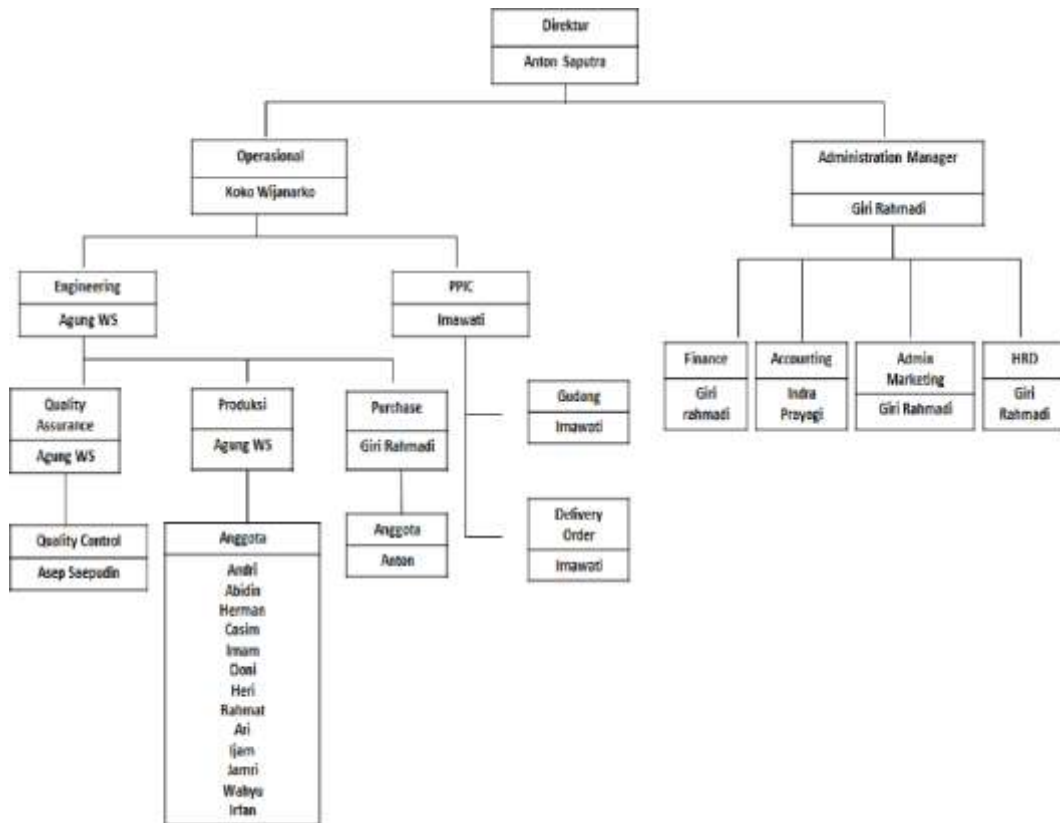 Direktur
Anton Saputra
Operasional
Koko Wijanarko
Administration Manager
Giri Rahmadi
Engineering
Agung WS
PPIC
Imawati
Finance
Giri
rahmadi
Accounting
Indra
Prayogi
Admin
Marketing
Giri Rahmadi
HRD
Giri
Rahmadi
Quality
Assurance
Agung WS
Produksi
Agung WS
Purchase
Giri Rahmadi
Gudang
Imawati
Quality Control
Asep Saepudin
Anggota
Andri
Abidin
Herman
Casim
Imam
Doni
Heri
Rahmat
Ari
Ijam
Jamri
Wahyu
Irfan
Anggota
Anton
Delivery
Order
Imawati